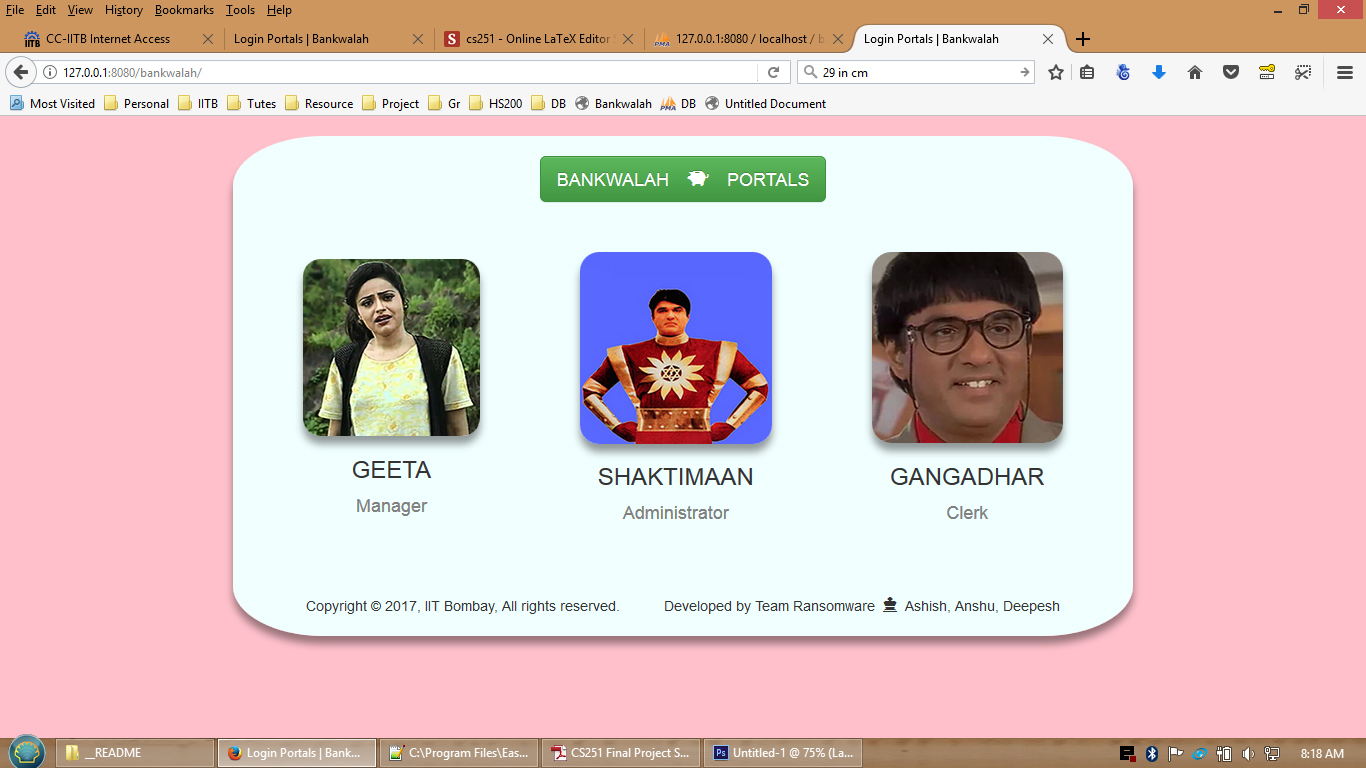 File Edit View History Bookmarks Tools Help
CC-IITB Internet Access
Login Portals | Bankwalah
cs251 - Online LaTeX Editor
127.0.0.1:8080 / localhost / b
Login Portals | Bankwalah
127.0.0.1:8080/bankwalah/
29 in cm
Most Visited Personal IITB Tutes Resource Project Gr HS200 DB Bankwalah DB Untitled Document
BANKWALAH PORTALS
GEETA
Manager
SHAKTIMAAN
Administrator
GANGADHAR
Clerk
Copyright © 2017, IIT Bombay, All rights reserved. Developed by Team Ransomware Ashish, Anshu, Deepesh
__README
Login Portals | Bank...
C:\Program Files\Eas...
CS251 Final Project S...
Untitled-1 @ 75% (La...
8:18 AM